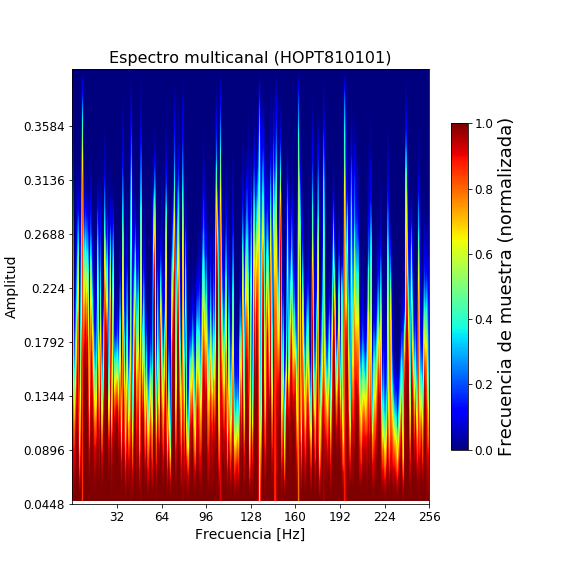 Espectro multicanal (HOPT810101)
Amplitud
0.3584
0.3136
0.2688
0.224
0.1792
0.1344
0.0896
0.0448
32 64 96 128 160 192 224 256
Frecuencia [Hz]
1.0
0.8
0.6
0.4
0.2
0.0
Frecuencia de muestra (normalizada)